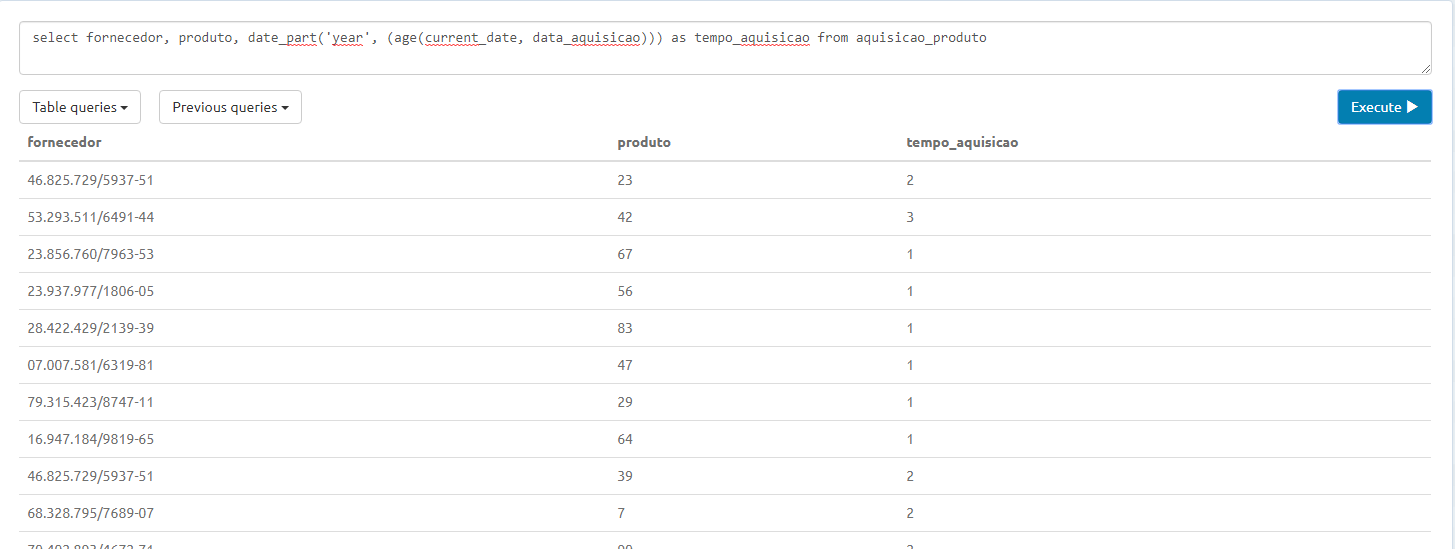 select fornecedor, produto, date_part('year', (age(current_date, data_aquisicao))) as tempo_aquisicao from aquisicao_produto
Table queries Previous queries Execute
fornecedor produto tempo_aquisicao
46.825.729/5937-51 23 2
53.293.511/6491-44 42 3
23.856.760/7963-53 67 1
23.937.977/1806-05 56 1
28.422.429/2139-39 83 1
07.007.581/6319-81 47 1
79.315.423/8747-11 29 1
16.947.184/9819-65 64 1
46.825.729/5937-51 39 2
68.328.795/7689-07 7 2